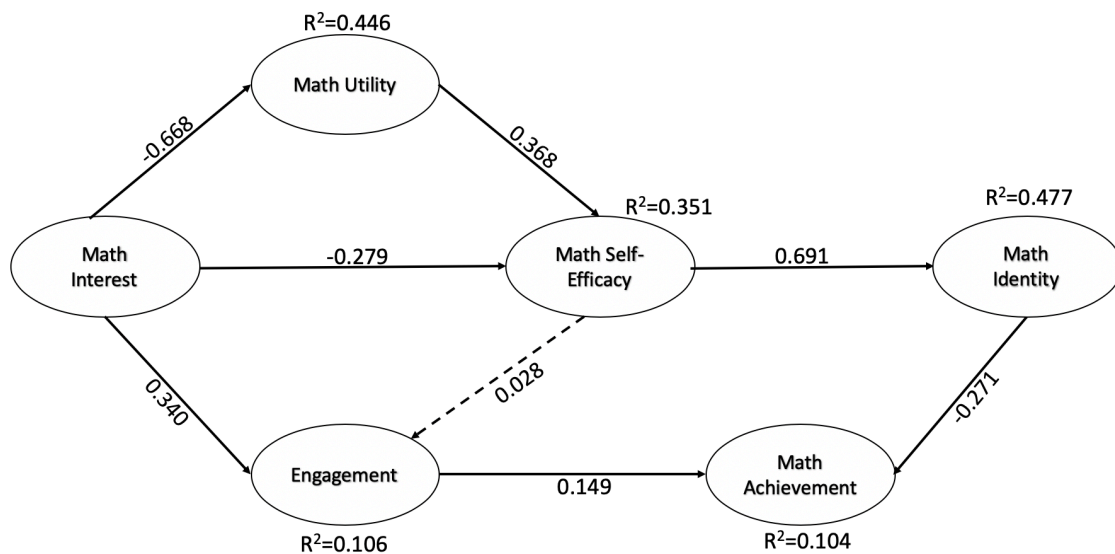 R²=0.446
Math Utility
-0.668
0.368
R²=0.351
R²=0.477
Math
Interest
-0.279
Math Self-
Efficacy
0.691
Math
Identity
0.340
0.028
-0.271
Engagement
0.149
Math
Achievement
R²=0.106
R²=0.104